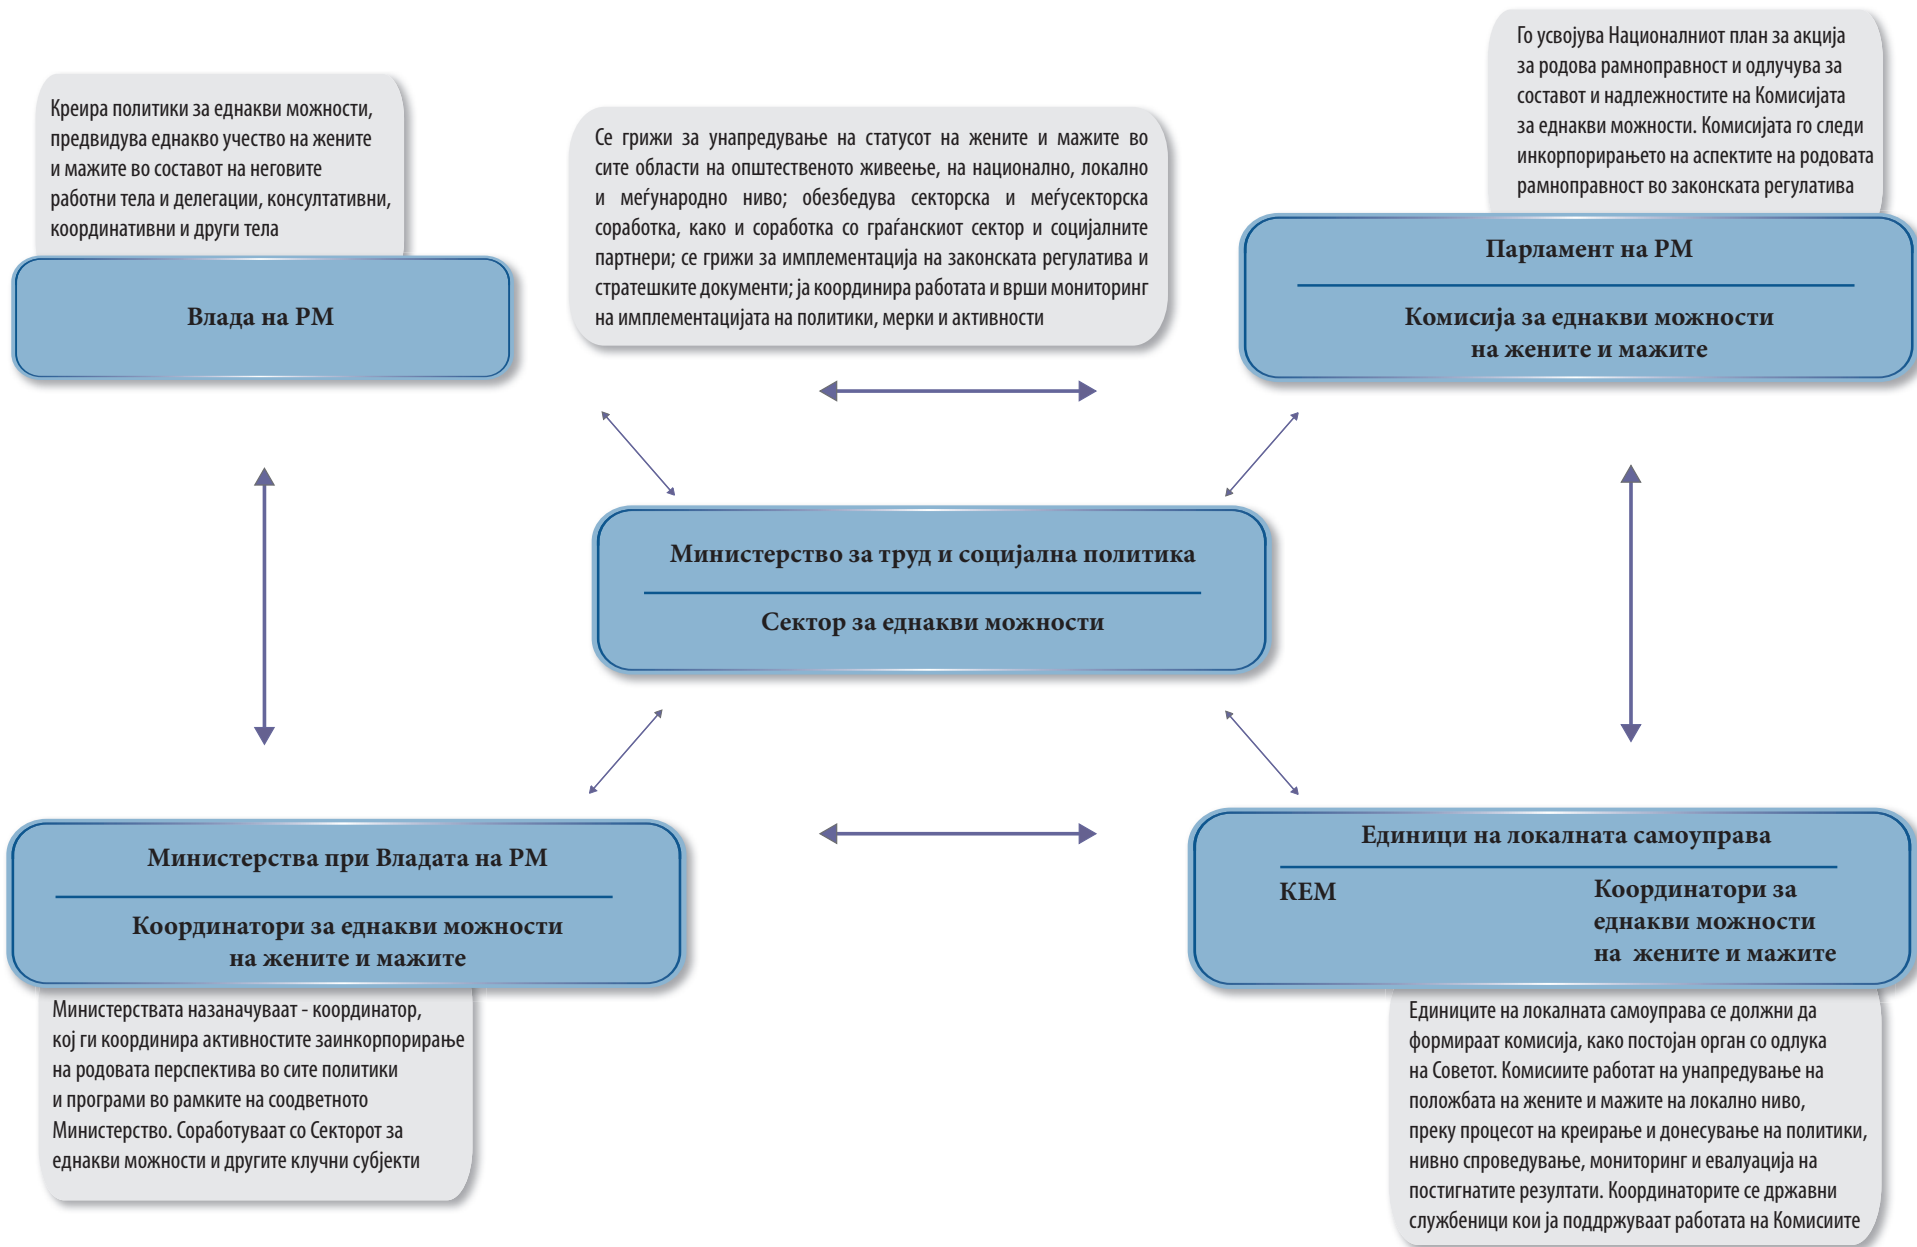 Креира политики за еднакви можности,
предвидува еднакво учество на жените
и мажите во составот на неговите
работни тела и делегации, консултативни,
координативни и други тела
Влада на РМ
Се грижи за унапредување на статусот на жените и мажите во
сите области на општественото живеење, на национално, локално
и меѓународно ниво; обезбедува секторска и меѓусекторска
соработка, како и соработка со граѓанскиот сектор и социјалните
партнери; се грижи за имплементација на законската регулатива и
стратешките документи; ја координира работата и врши мониторинг
на имплементацијата на политики, мерки и активности
Го усвојува Националниот план за акција
за родова рамноправност и одлучува за
составот и надлежностите на Комисијата
за еднакви можности. Комисијата го следи
инкорпорирањето на аспектите на родовата
рамноправност во законската регулатива
Парламент на РМ
Комисија за еднакви можности
на жените и мажите
Министерство за труд и социјална политика
Сектор за еднакви можности
Министерства при Владата на РМ
Координатори за еднакви можности
на жените и мажите
Министерствата назаначуваат - координатор,
кој ги координира активностите заинкорпорирање
на родовата перспектива во сите политики
и програми во рамките на соодветното
Министерство. Соработуваат со Секторот за
еднакви можности и другите клучни субјекти
Единици на локалната самоуправа
КЕМ
Координатори за
еднакви можности
на жените и мажите
Единиците на локалната самоуправа се должни да
формираат комисија, како постојан орган со одлука
на Советот. Комисиите работат на унапредување на
положбата на жените и мажите на локално ниво,
преку процесот на креирање и донесување на политики,
нивно спроведување, мониторинг и евалуација на
постигнатите резултати. Координаторите се државни
службеници кои ја поддржуваат работата на Комисиите